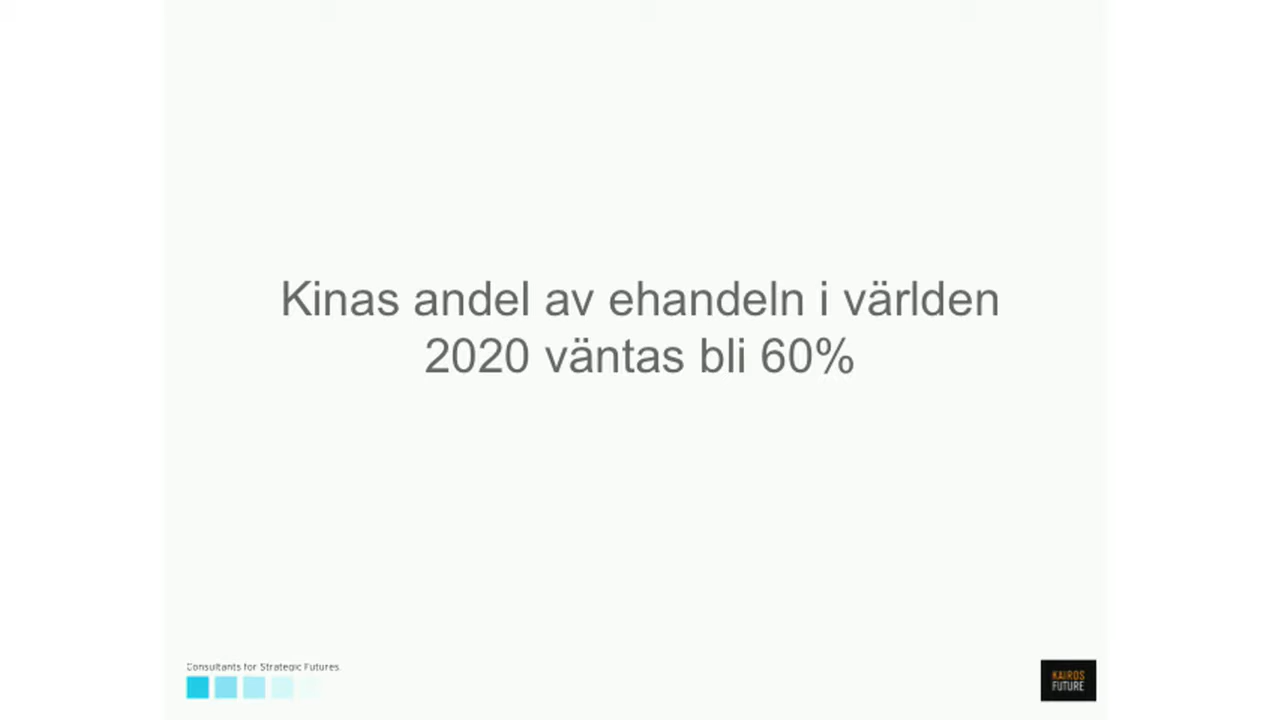 Kinas andel av ehandeln i världen
2020 väntas bli 60%
Consultants for Strategic Futures.
KAIROS
FUTURE